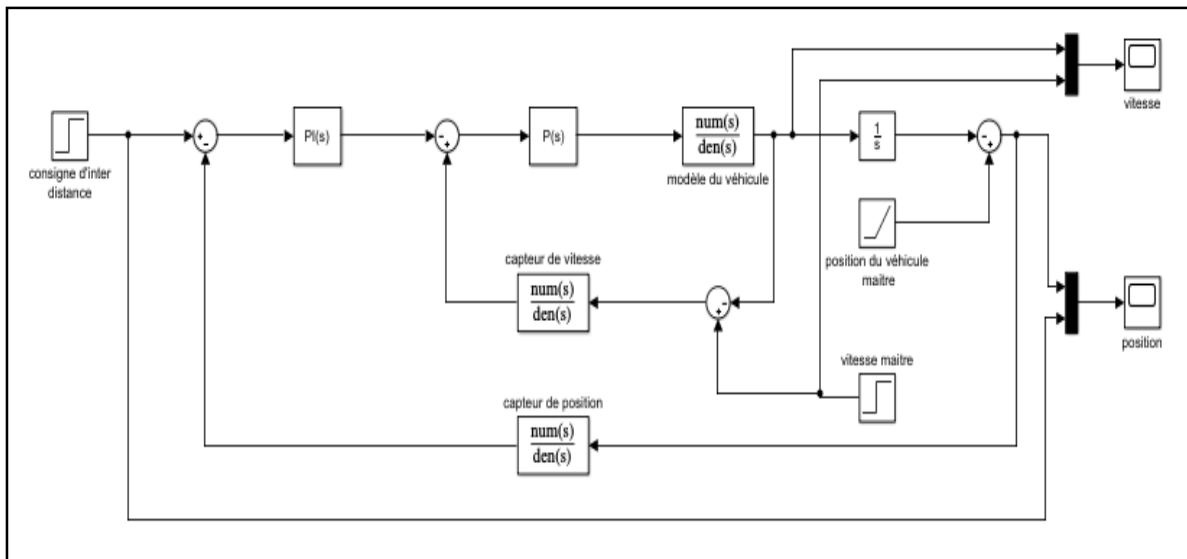 vitesse
consigne d'inter
distance
PI(s)
P(s)
num(s)
den(s)
modèle du véhicule
1
s
position du véhicule
maitre
capteur de vitesse
num(s)
den(s)
position
vitesse maitre
capteur de position
num(s)
den(s)